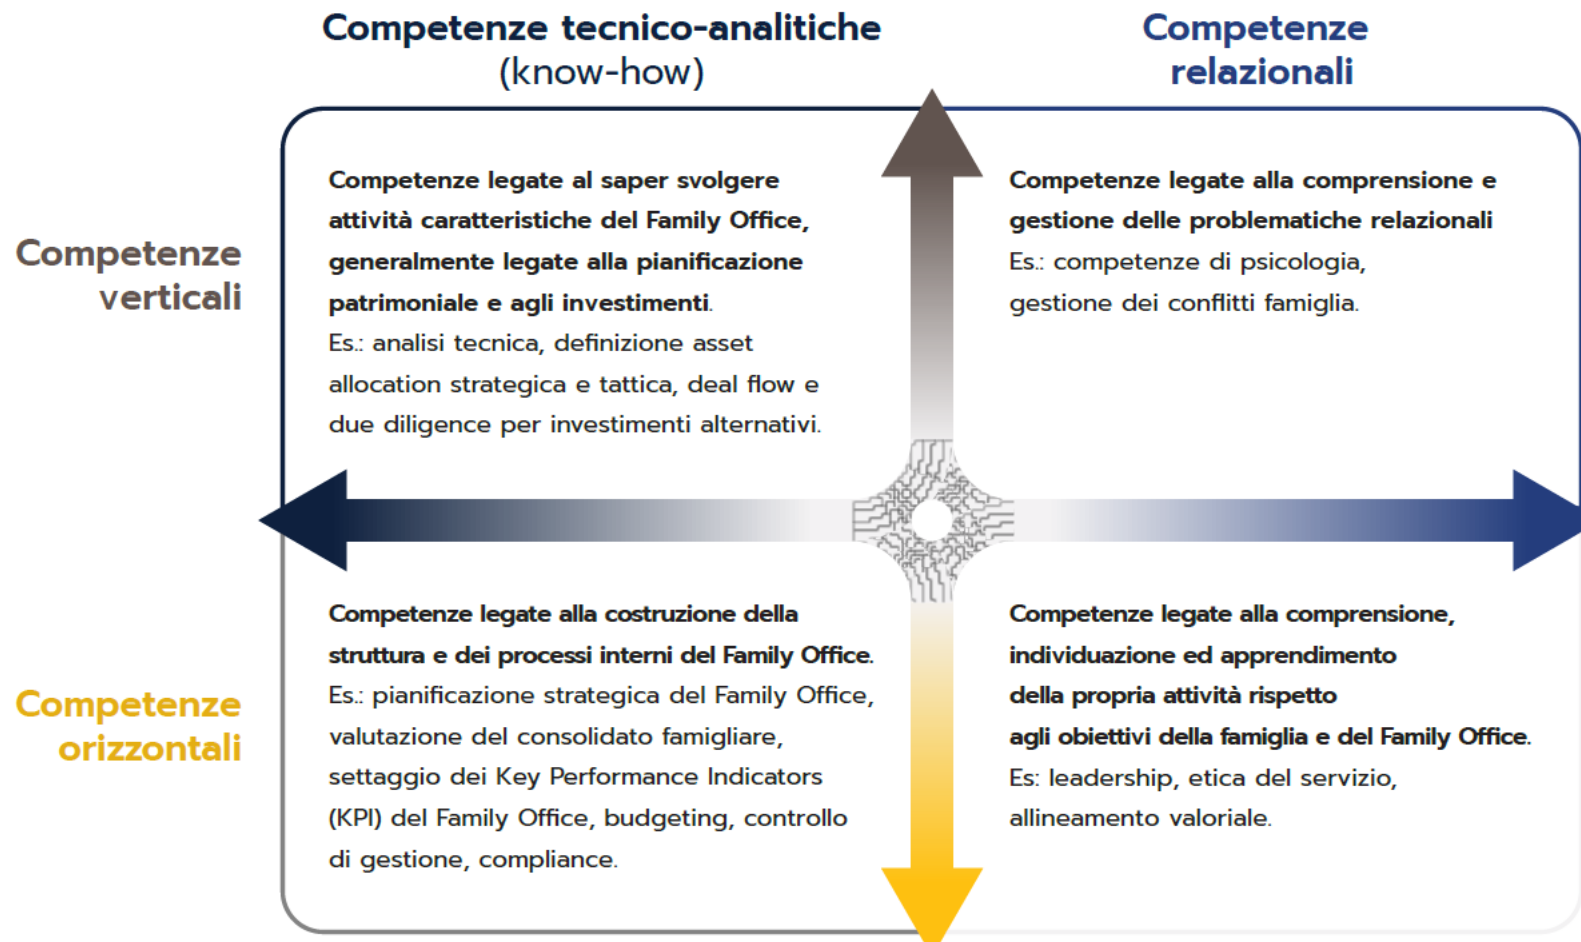 Competenze tecnico-analitiche
(know-how)
Competenze
relazionali
Competenze
verticali
Competenze legate al saper svolgere
attività caratteristiche del Family Office,
generalmente legate alla pianificazione
patrimoniale e agli investimenti.
Es.: analisi tecnica, definizione asset
allocation strategica e tattica, deal flow e
due diligence per investimenti alternativi.
Competenze legate alla comprensione e
gestione delle problematiche relazionali
Es.: competenze di psicologia,
gestione dei conflitti famiglia.
Competenze
orizzontali
Competenze legate alla costruzione della
struttura e dei processi interni del Family Office.
Es.: pianificazione strategica del Family Office,
valutazione del consolidato famigliare,
settaggio dei Key Performance Indicators
(KPI) del Family Office, budgeting, controllo
di gestione, compliance.
Competenze legate alla comprensione,
individuazione ed apprendimento
della propria attività rispetto
agli obiettivi della famiglia e del Family Office.
Es: leadership, etica del servizio,
allineamento valoriale.